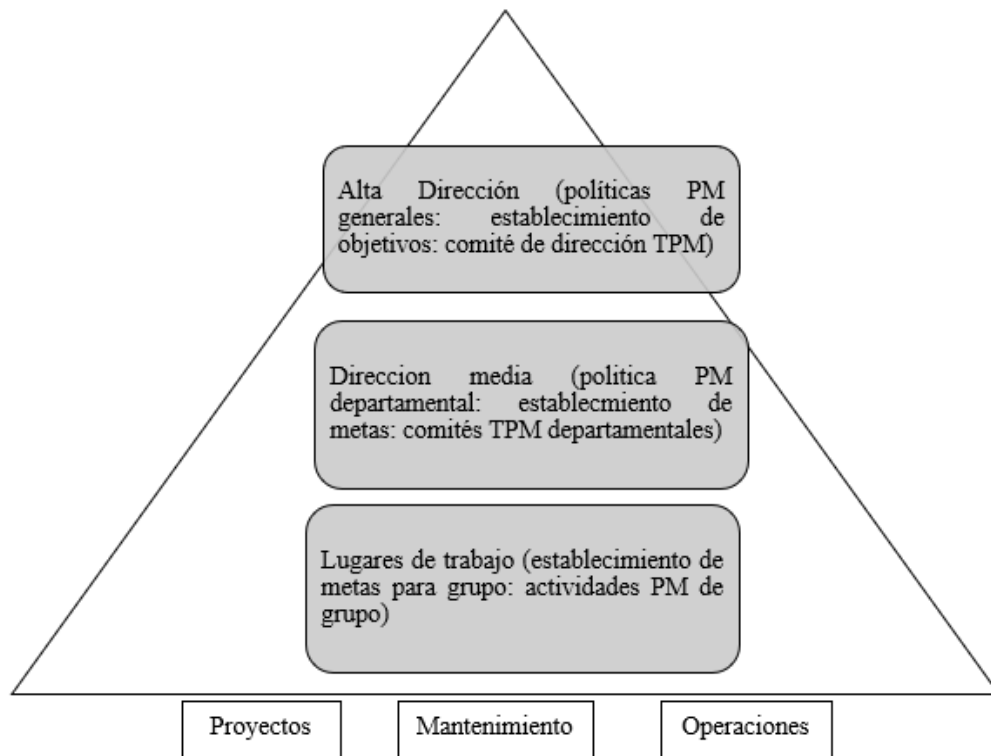 Alta Dirección (políticas PM
generales: establecimiento de
objetivos: comité de dirección TPM)
Direccion media (politica PM
departamental: establecmiento de
metas: comités TPM departamentales)
Lugares de trabajo (establecimiento de
metas para grupo: actividades PM de
grupo)
Proyectos
Mantenimiento
Operaciones